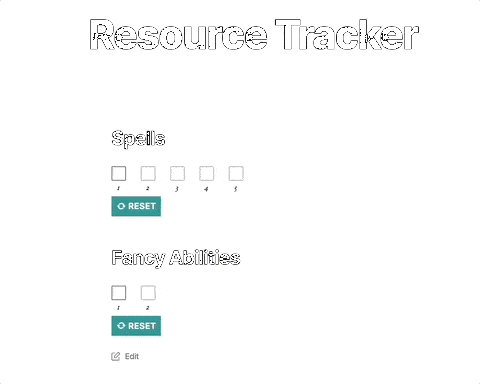 Resource Tracker
Spells
1 2 3 4 5
RESET
Fancy Abilities
1 2
RESET
Edit